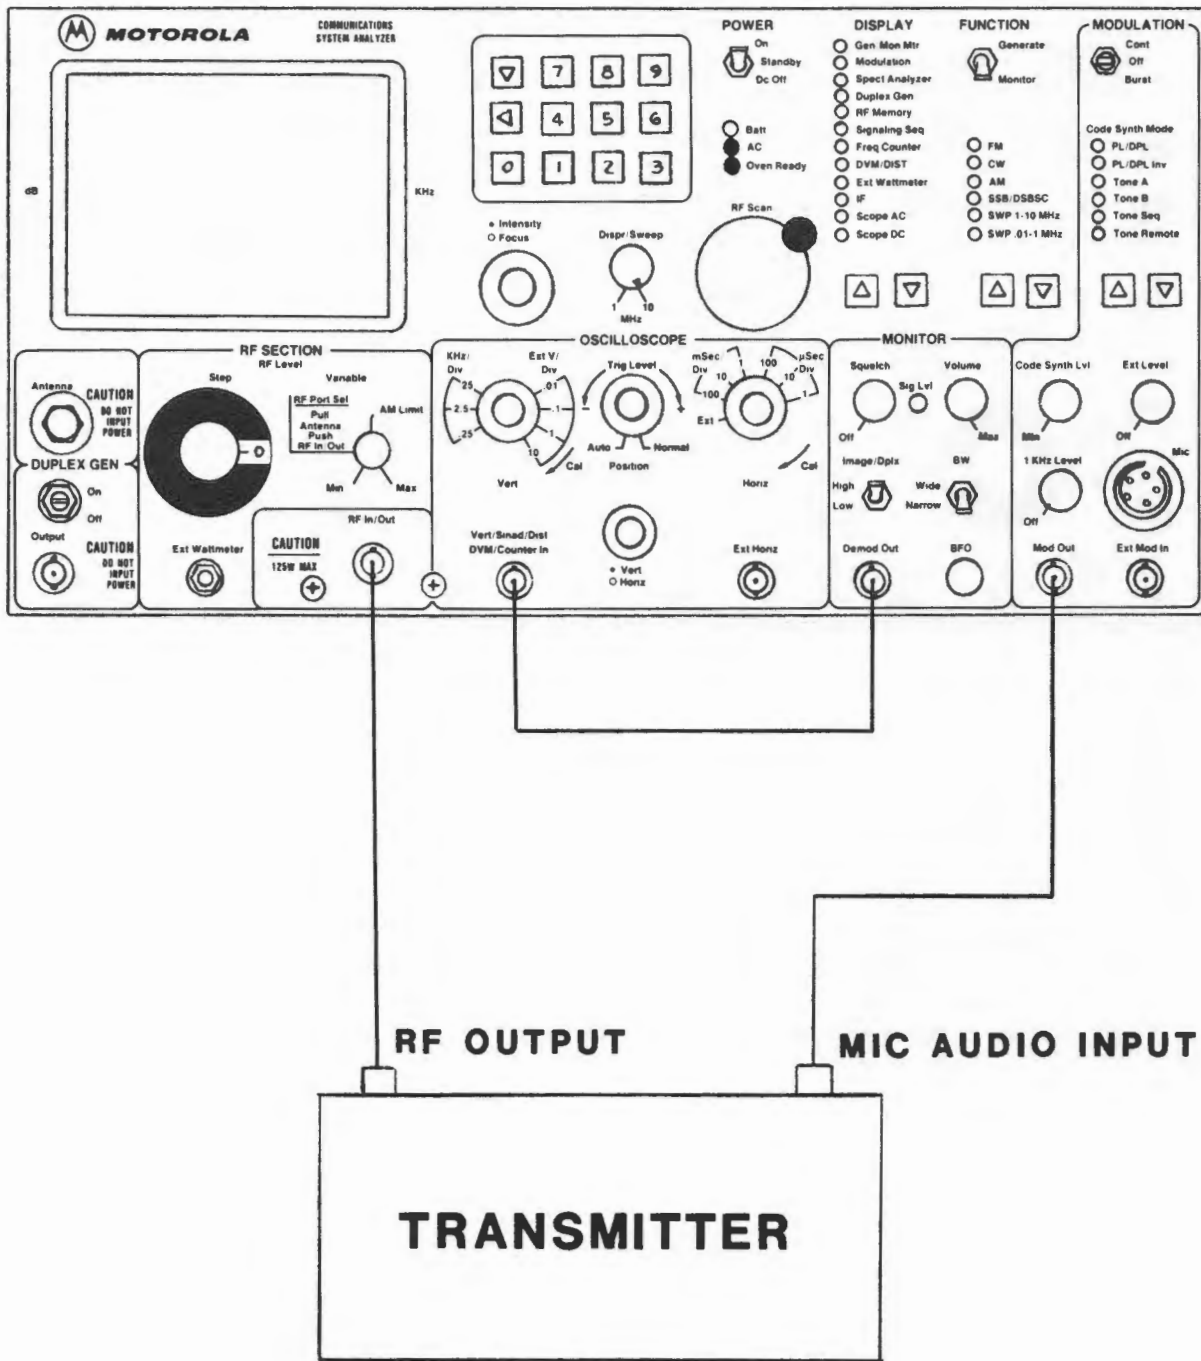 MOTOROLA
COMMUNICATIONS
SYSTEM ANALYZER
dB
KHz
7 8 9
4 5 6
0 1 2 3
Intensity
Focus
Dispr/Sweep
1 10
MHz
RF Scan
POWER
On
Standby
Dc Off
Batt
AC
Oven Ready
DISPLAY
Gen Mon Mtr
Modulation
Spect Analyzer
Duplex Gen
RF Memory
Signaling Seq
Freq Counter
DVM/DIST
Ext Wattmeter
IF
Scope AC
Scope DC
FUNCTION
Generate
Monitor
FM
CW
AM
SSB/DSBSC
SWP 1-10 MHz
SWP .01-1 MHz
MODULATION
Cont
Off
Burst
Code Synth Mode
PL/DPL
PL/DPL Inv
Tone A
Tone B
Tone Seq
Tone Remote
Antenna
CAUTION
DO NOT
INPUT
POWER
DUPLEX GEN
On
Off
Output
CAUTION
DO NOT
INPUT
POWER
RF SECTION
RF Level
Step
Variable
0
RF Port Sel
Pull
Antenna
Push
RF In/Out
AM Limit
Min
Max
Ext Wattmeter
CAUTION
125W MAX
RF In/Out
OSCILLOSCOPE
KHz/
Div
25
2.5
.25
Ext V/
Div
.01
.1
1
10
Cal
Vert
Trig Level
- +
Auto
Normal
Position
Vert
Horiz
mSec/
Div
100
10
1
100
10
1
µSec
Div
Ext
Cal
Horiz
Vert/Sinad/Dist
DVM/Counter In
Ext Horiz
MONITOR
Squelch
Off
Sig Lvl
Volume
Max
Image/Dplx
High
Low
BW
Wide
Narrow
Demod Out
BFO
Code Synth Lvl
Min
Ext Level
Off
1 KHz Level
Off
Mic
Mod Out
Ext Mod In
RF OUTPUT
MIC AUDIO INPUT
TRANSMITTER